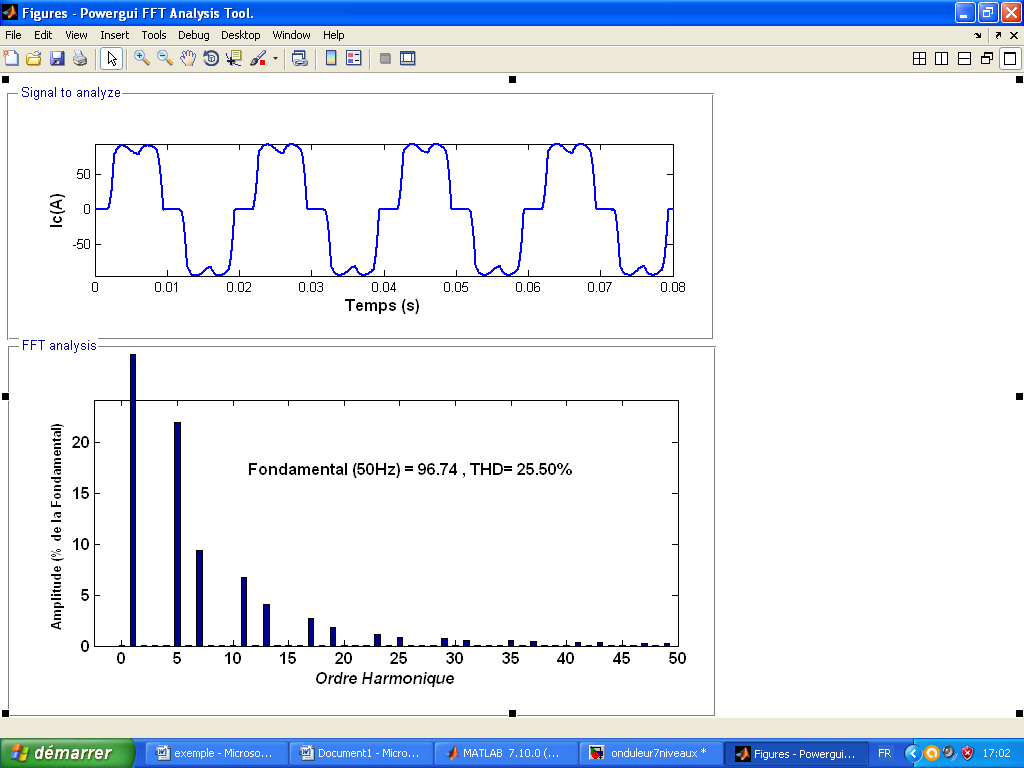 Figures - Powergui FFT Analysis Tool.
File Edit View Insert Tools Debug Desktop Window Help
Signal to analyze
Ic(A)
50
0
-50
0 0.01 0.02 0.03 0.04 0.05 0.06 0.07 0.08
Temps (s)
FFT analysis
Amplitude (% de la Fondamental)
20
15
10
5
0
Fondamental (50Hz) = 96.74 , THD= 25.50%
0 5 10 15 20 25 30 35 40 45 50
Ordre Harmonique
démarrer exemple - Microso... Document1 - Micro... MATLAB 7.10.0 (... onduleur7niveaux * Figures - Powergui... FR 17:02